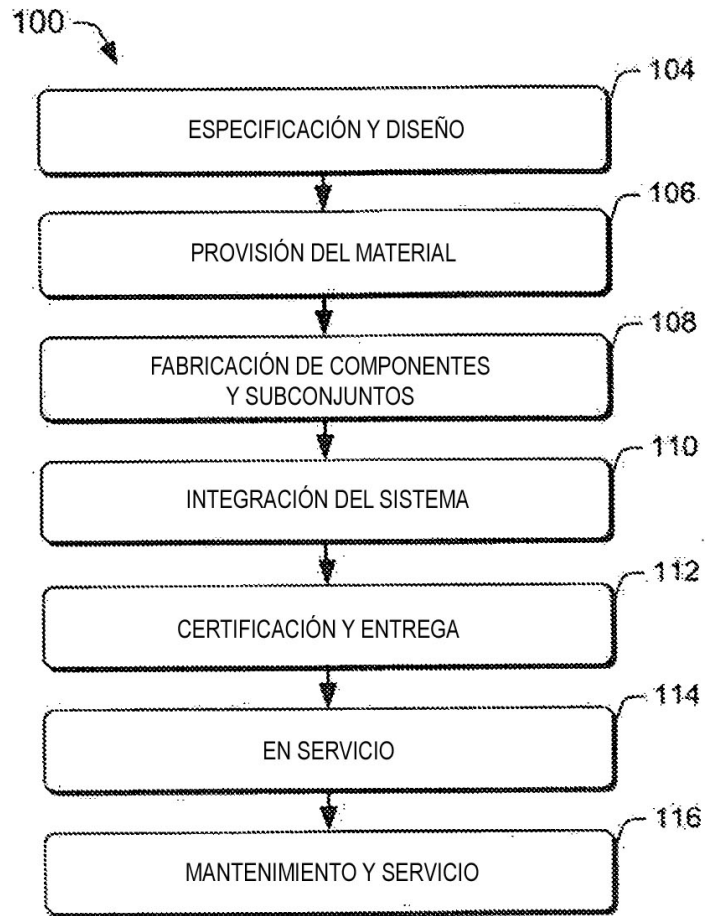 100
104
ESPECIFICACIÓN Y DISEÑO
106
PROVISIÓN DEL MATERIAL
108
FABRICACIÓN DE COMPONENTES
Y SUBCONJUNTOS
110
INTEGRACIÓN DEL SISTEMA
112
CERTIFICACIÓN Y ENTREGA
114
EN SERVICIO
116
MANTENIMIENTO Y SERVICIO